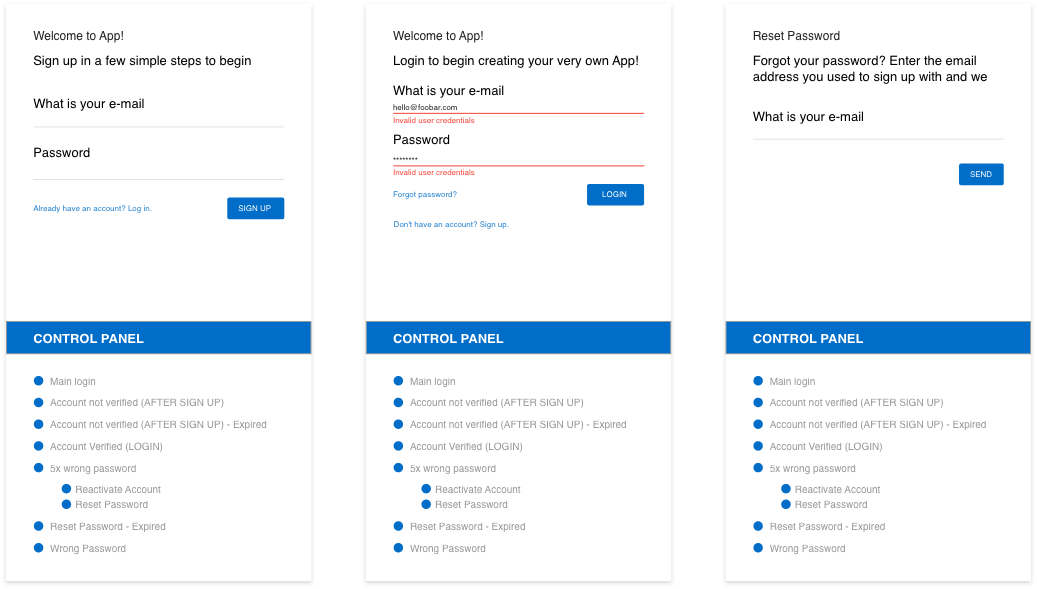 Welcome to App!
Sign up in a few simple steps to begin
What is your e-mail
Password
Already have an account? Log in.
SIGN UP
CONTROL PANEL
Main login
Account not verified (AFTER SIGN UP)
Account not verified (AFTER SIGN UP) - Expired
Account Verified (LOGIN)
5x wrong password
Reactivate Account
Reset Password
Reset Password - Expired
Wrong Password
Welcome to App!
Login to begin creating your very own App!
What is your e-mail
hello@foobar.com
Invalid user credentials
Password
********
Invalid user credentials
Forgot password?
LOGIN
Don't have an account? Sign up.
CONTROL PANEL
Main login
Account not verified (AFTER SIGN UP)
Account not verified (AFTER SIGN UP) - Expired
Account Verified (LOGIN)
5x wrong password
Reactivate Account
Reset Password
Reset Password - Expired
Wrong Password
Reset Password
Forgot your password? Enter the email
address you used to sign up with and we
What is your e-mail
SEND
CONTROL PANEL
Main login
Account not verified (AFTER SIGN UP)
Account not verified (AFTER SIGN UP) - Expired
Account Verified (LOGIN)
5x wrong password
Reactivate Account
Reset Password
Reset Password - Expired
Wrong Password